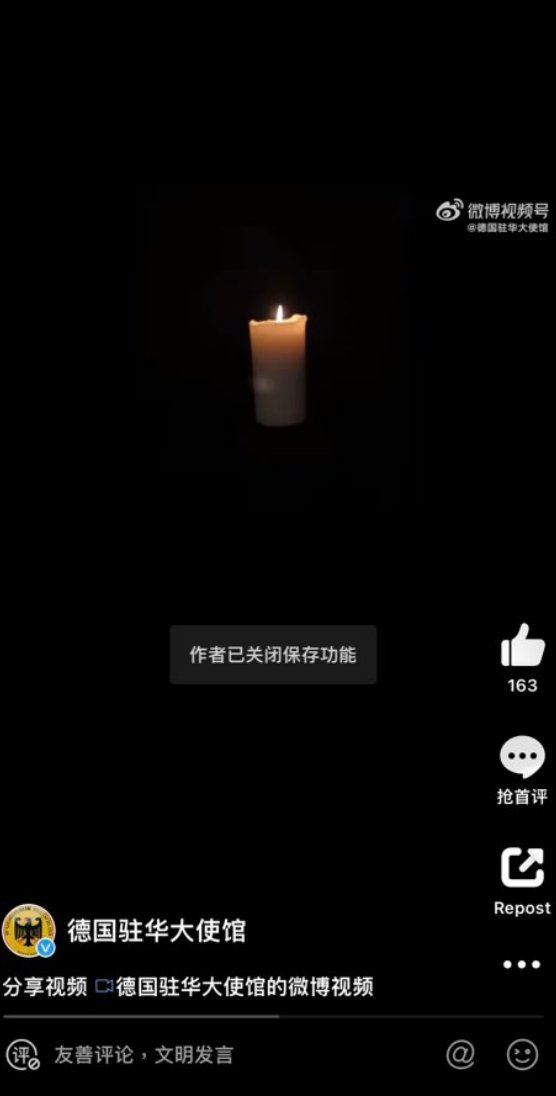 微博视频号
@德国驻华大使馆
作者已关闭保存功能
163
抢首评
Repost
德国驻华大使馆
分享视频 德国驻华大使馆的微博视频
评 友善评论，文明发言